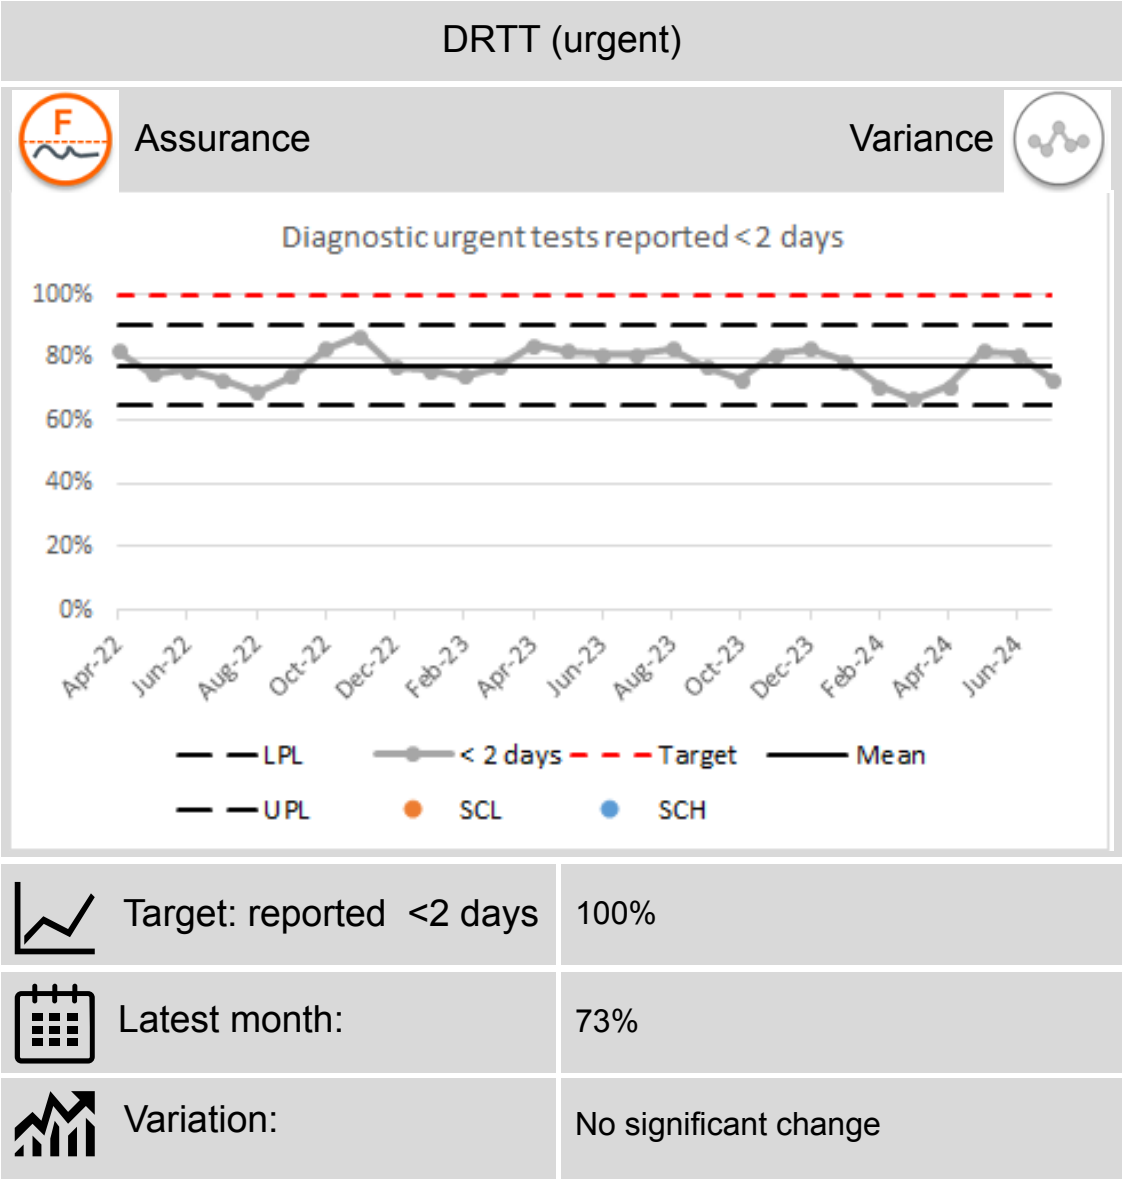 DRTT (urgent)
F
Assurance
Variance
Diagnostic urgent tests reported <2 days
100%
80%
60%
40%
20%
0%
Apr-22 Jun-22 Aug-22 Oct-22 Dec-22 Feb-23 Apr-23 Jun-23 Aug-23 Oct-23 Dec-23 Feb-24 Apr-24 Jun-24
LPL < 2 days Target Mean
UPL SCL SCH
Target: reported <2 days 100%
Latest month: 73%
Variation: No significant change